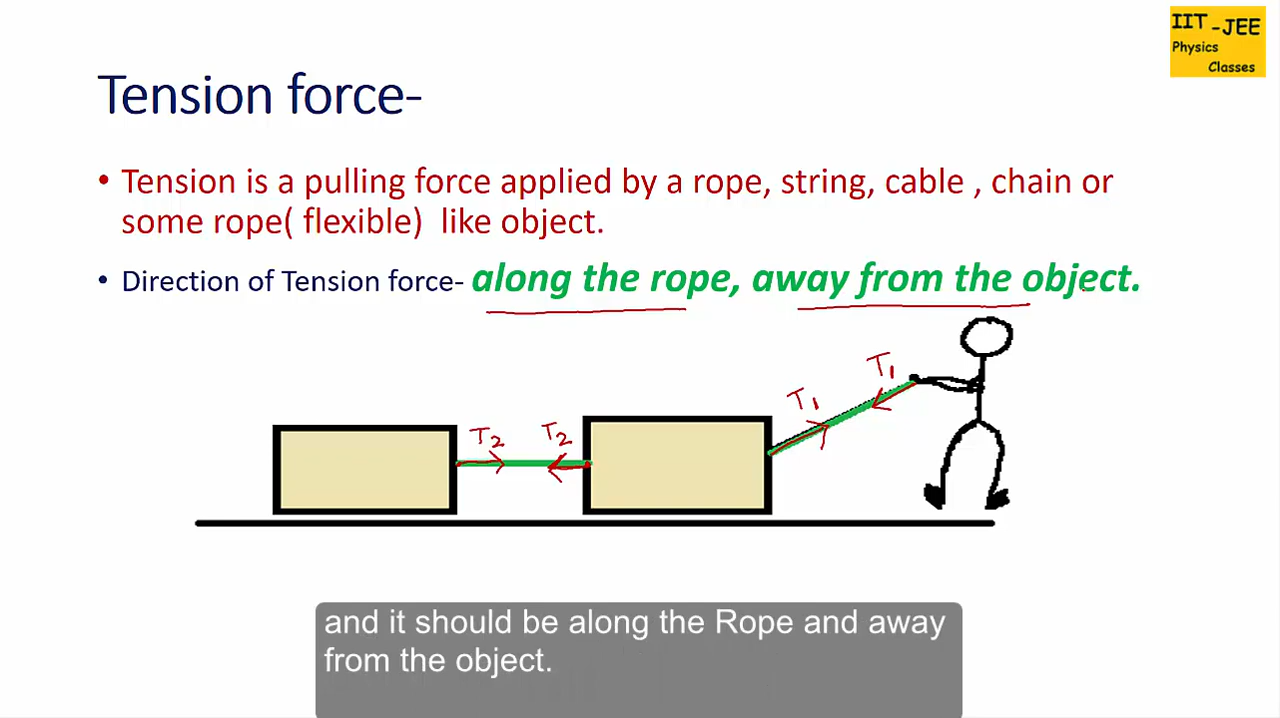 IIT -JEE
Physics
Classes
Tension force-
• Tension is a pulling force applied by a rope, string, cable , chain or
some rope( flexible)  like object.
• Direction of Tension force- along the rope, away from the object.
T1
T1
T2
T2
and it should be along the Rope and away
from the object.